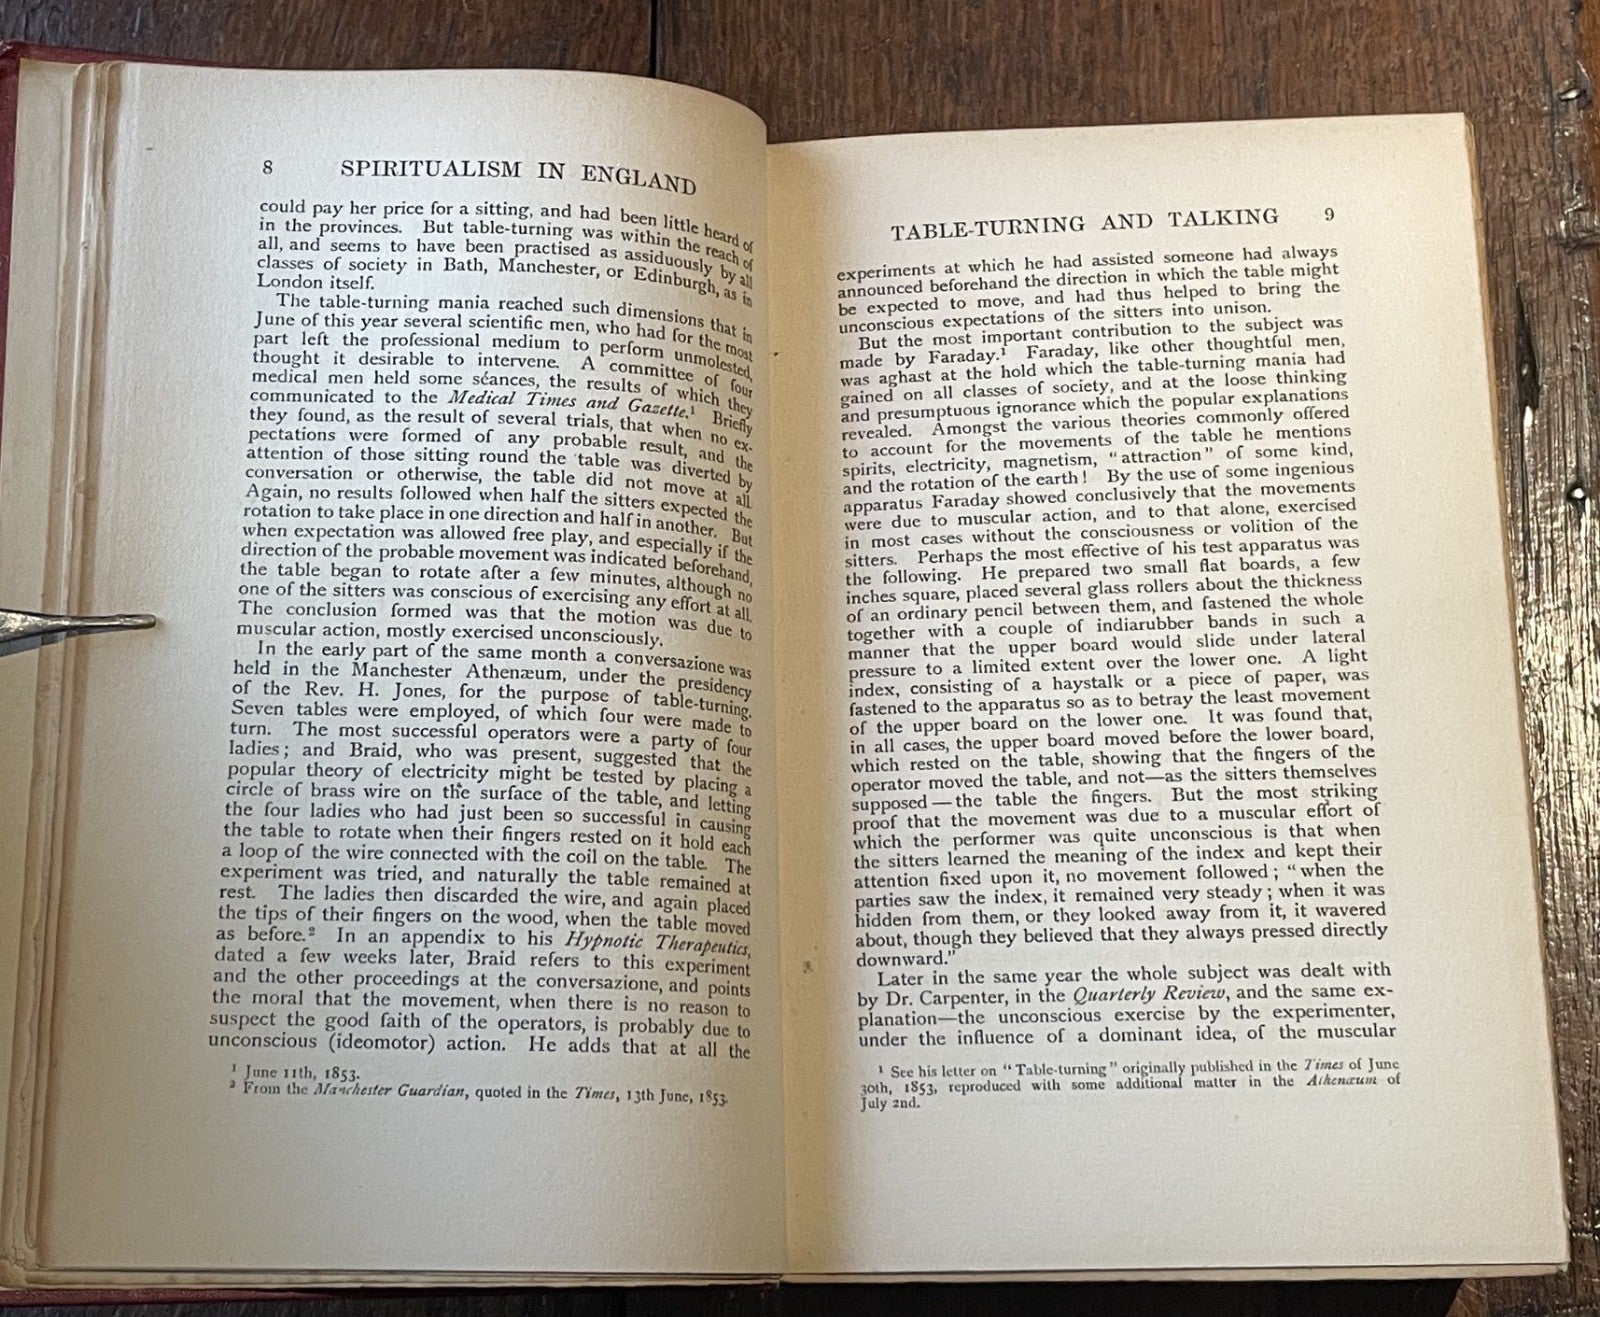 8 SPIRITUALISM IN ENGLAND
could pay her price for a sitting, and had been little heard of
in the provinces. But table-turning was within the reach of
all, and seems to have been practised as assiduously by all
classes of society in Bath, Manchester, or Edinburgh, as in
London itself.
The table-turning mania reached such dimensions that in
June of this year several scientific men, who had for the most
part left the professional medium to perform unmolested,
thought it desirable to intervene. A committee of four
medical men held some séances, the results of which they
communicated to the Medical Times and Gazette.¹ Briefly
they found, as the result of several trials, that when no ex-
pectations were formed of any probable result, and the
attention of those sitting round the table was diverted by
conversation or otherwise, the table did not move at all.
Again, no results followed when half the sitters expected the
rotation to take place in one direction and half in another. But
when expectation was allowed free play, and especially if the
direction of the probable movement was indicated beforehand,
the table began to rotate after a few minutes, although no
one of the sitters was conscious of exercising any effort at all.
The conclusion formed was that the motion was due to
muscular action, mostly exercised unconsciously.
In the early part of the same month a conversazione was
held in the Manchester Athenæum, under the presidency
of the Rev. H. Jones, for the purpose of table-turning.
Seven tables were employed, of which four were made to
turn. The most successful operators were a party of four
ladies; and Braid, who was present, suggested that the
popular theory of electricity might be tested by placing a
circle of brass wire on the surface of the table, and letting
the four ladies who had just been so successful in causing
the table to rotate when their fingers rested on it hold each
a loop of the wire connected with the coil on the table. The
experiment was tried, and naturally the table remained at
rest. The ladies then discarded the wire, and again placed
the tips of their fingers on the wood, when the table moved
as before.² In an appendix to his Hypnotic Therapeutics,
dated a few weeks later, Braid refers to this experiment
and the other proceedings at the conversazione, and points
the moral that the movement, when there is no reason to
suspect the good faith of the operators, is probably due to
unconscious (ideomotor) action. He adds that at all the
¹ June 11th, 1853.
² From the Manchester Guardian, quoted in the Times, 13th June, 1853.
TABLE-TURNING AND TALKING 9
experiments at which he had assisted someone had always
announced beforehand the direction in which the table might
be expected to move, and had thus helped to bring the
unconscious expectations of the sitters into unison.
But the most important contribution to the subject was
made by Faraday.¹ Faraday, like other thoughtful men,
was aghast at the hold which the table-turning mania had
gained on all classes of society, and at the loose thinking
and presumptuous ignorance which the popular explanations
revealed. Amongst the various theories commonly offered
to account for the movements of the table he mentions
spirits, electricity, magnetism, "attraction" of some kind,
and the rotation of the earth! By the use of some ingenious
apparatus Faraday showed conclusively that the movements
were due to muscular action, and to that alone, exercised
in most cases without the consciousness or volition of the
sitters. Perhaps the most effective of his test apparatus was
the following. He prepared two small flat boards, a few
inches square, placed several glass rollers about the thickness
of an ordinary pencil between them, and fastened the whole
together with a couple of indiarubber bands in such a
manner that the upper board would slide under lateral
pressure to a limited extent over the lower one. A light
index, consisting of a haystalk or a piece of paper, was
fastened to the apparatus so as to betray the least movement
of the upper board on the lower one. It was found that,
in all cases, the upper board moved before the lower board,
which rested on the table, showing that the fingers of the
operator moved the table, and not—as the sitters themselves
supposed—the table the fingers. But the most striking
proof that the movement was due to a muscular effort of
which the performer was quite unconscious is that when
the sitters learned the meaning of the index and kept their
attention fixed upon it, no movement followed; "when the
parties saw the index, it remained very steady; when it was
hidden from them, or they looked away from it, it wavered
about, though they believed that they always pressed directly
downward."
Later in the same year the whole subject was dealt with
by Dr. Carpenter, in the Quarterly Review, and the same ex-
planation—the unconscious exercise by the experimenter,
under the influence of a dominant idea, of the muscular
¹ See his letter on "Table-turning" originally published in the Times of June
30th, 1853, reproduced with some additional matter in the Athenæum of
July 2nd.